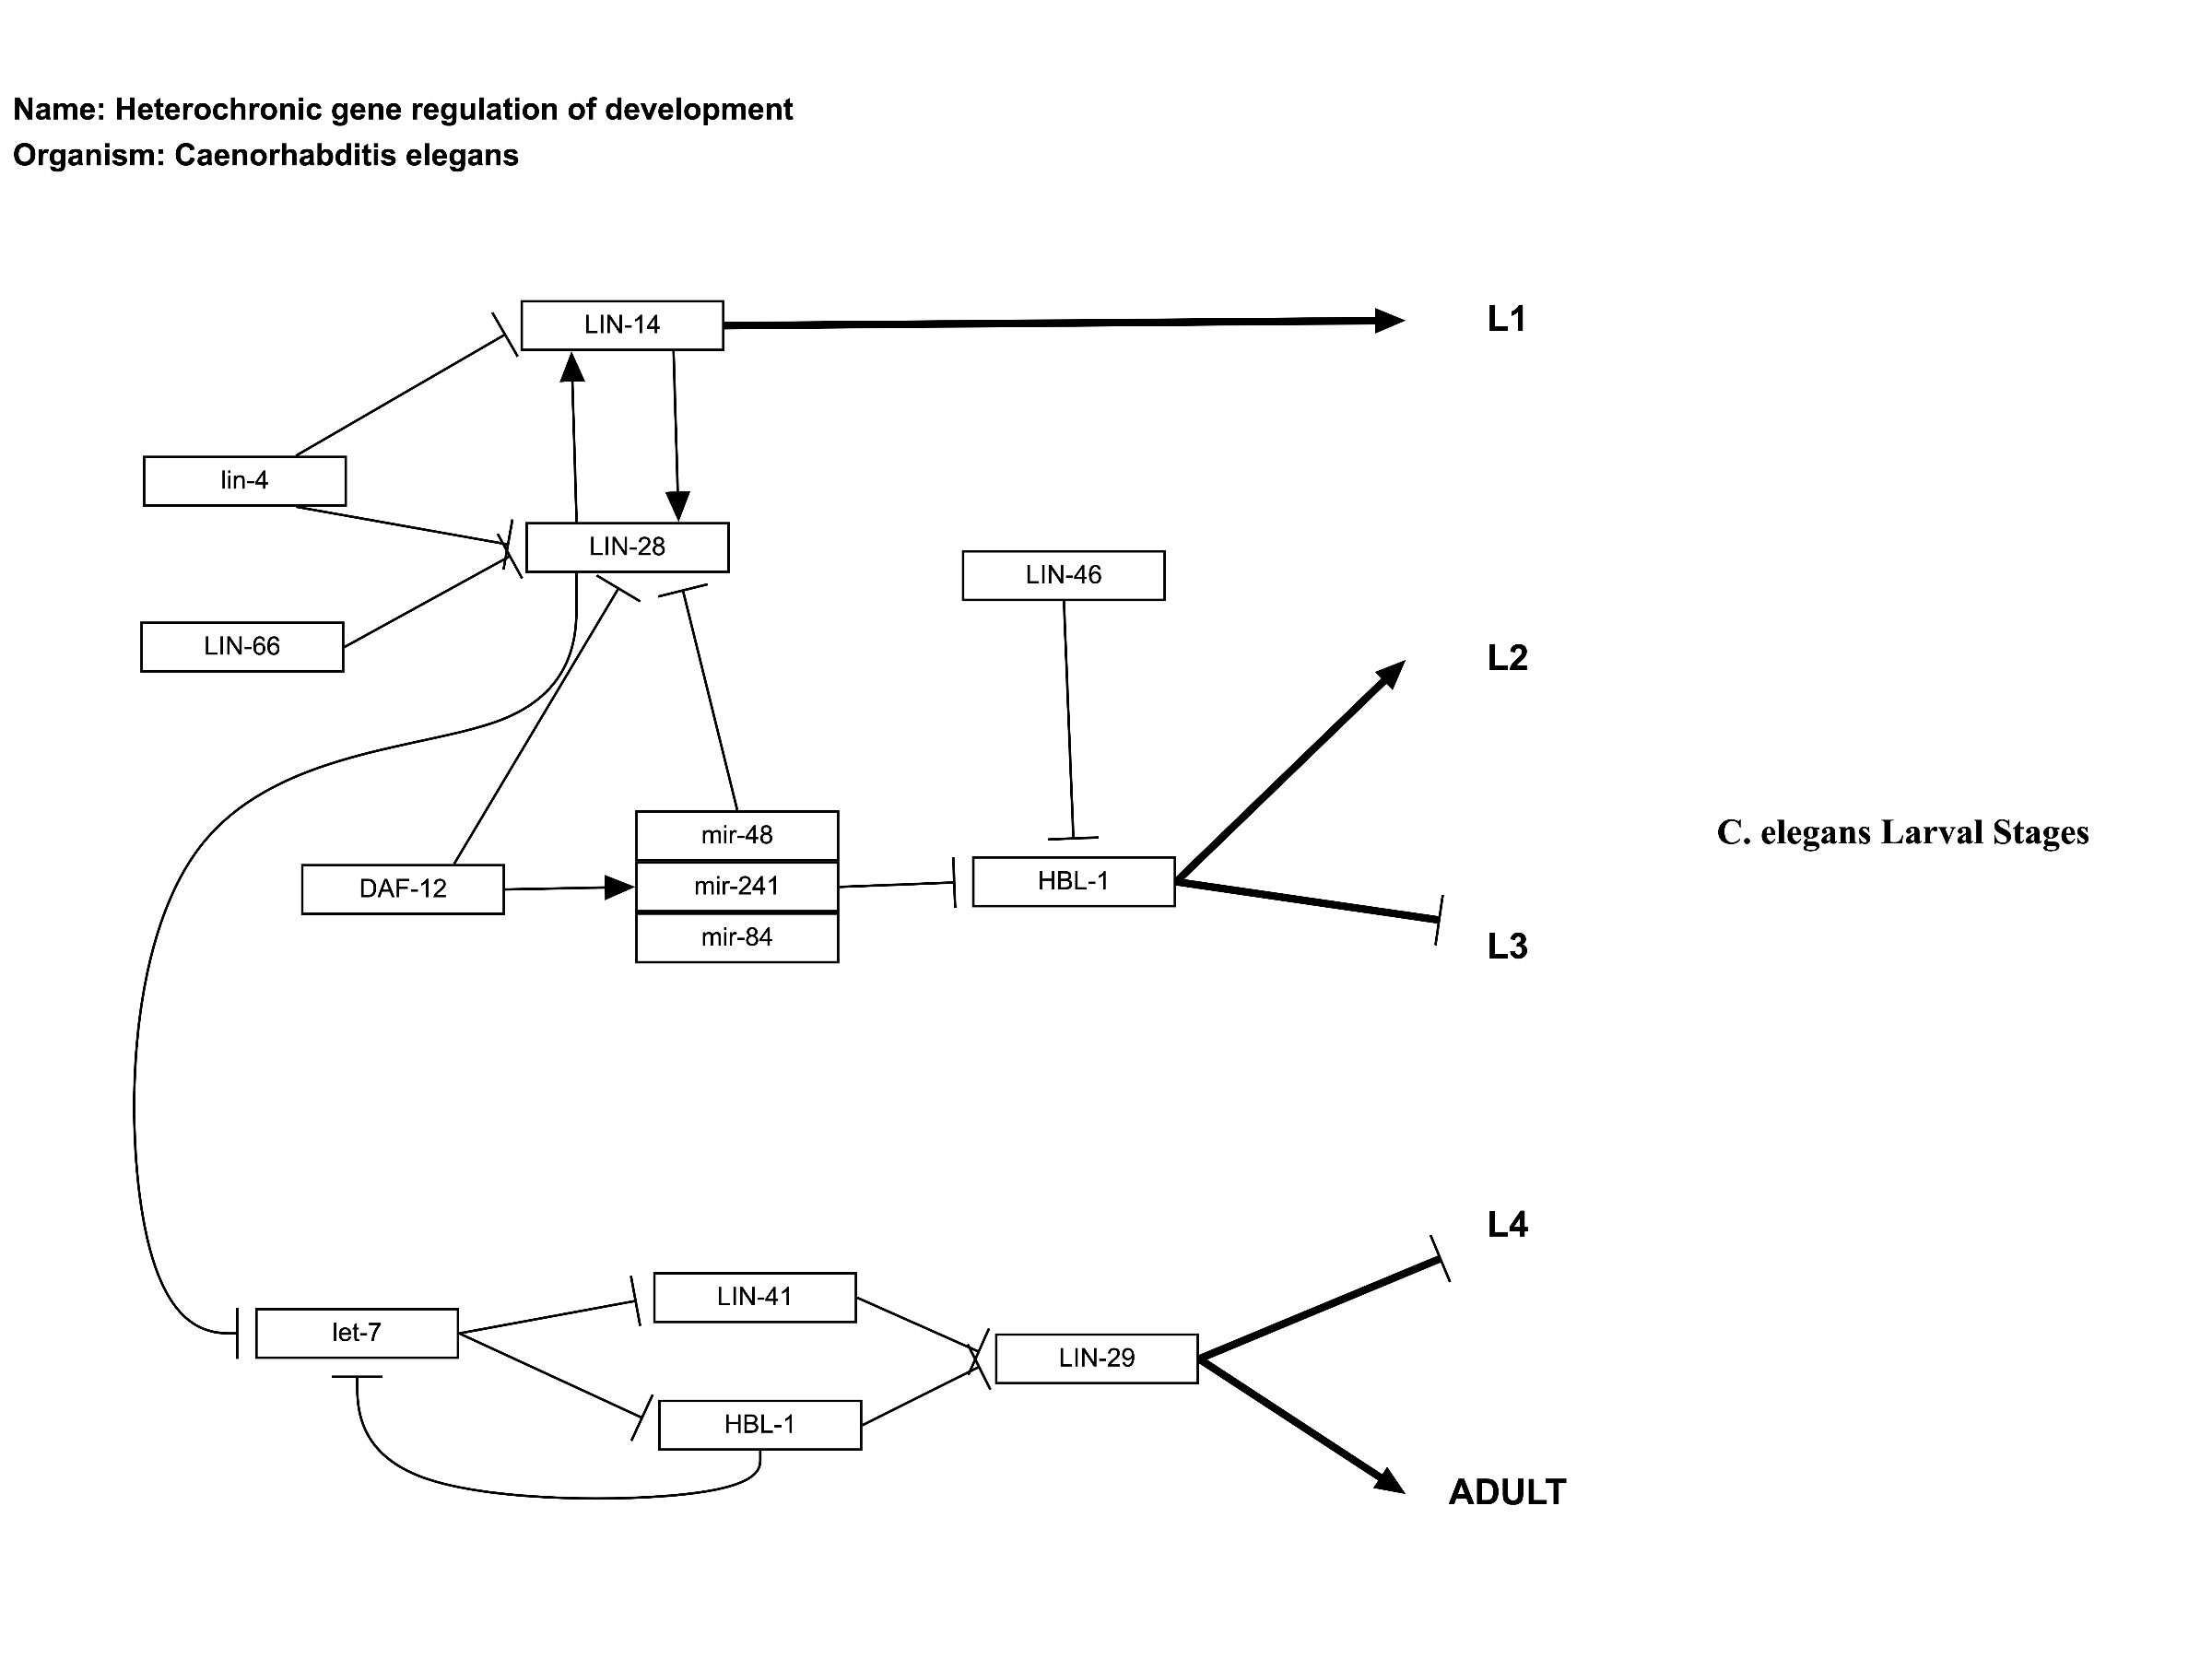 Name: Heterochronic gene regulation of development
Organism: Caenorhabditis elegans
LIN-14
L1
lin-4
LIN-28
LIN-46
LIN-66
L2
mir-48
C. elegans Larval Stages
DAF-12
mir-241
HBL-1
mir-84
L3
L4
LIN-41
let-7
LIN-29
HBL-1
ADULT